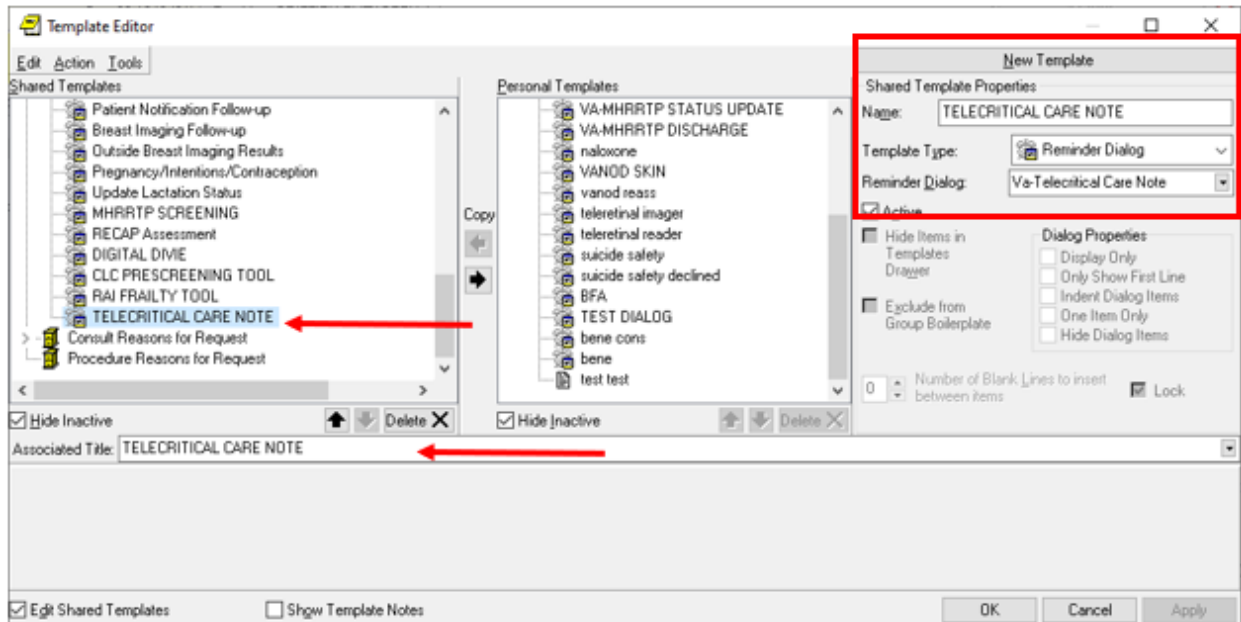 Template Editor
Edit Action Tools
New Template
Shared Templates
Patient Notification Follow-up
Breast Imaging Follow-up
Outside Breast Imaging Results
Pregnancy/Intentions/Contraception
Update Lactation Status
MHRRTP SCREENING
RECAP Assessment
DIGITAL DIVIE
CLC PRESCREENING TOOL
RAI FRAILTY TOOL
TELECRITICAL CARE NOTE
Consult Reasons for Request
Procedure Reasons for Request
Hide Inactive
Delete
Copy
Personal Templates
VA-MHRRTP STATUS UPDATE
VA-MHRRTP DISCHARGE
naloxone
VANOD SKIN
vanod reass
teleretinal imager
teleretinal reader
suicide safety
suicide safety declined
BFA
TEST DIALOG
bene cons
bene
test test
Hide Inactive
Delete
Shared Template Properties
Name: TELECRITICAL CARE NOTE
Template Type: Reminder Dialog
Reminder Dialog: Va-Telecritical Care Note
Active
Hide Items in
Templates
Drawer
Exclude from
Group Boilerplate
Dialog Properties
Display Only
Only Show First Line
Indent Dialog Items
One Item Only
Hide Dialog Items
0 Number of Blank Lines to insert
between items
Lock
Associated Title: TELECRITICAL CARE NOTE
Edit Shared Templates
Show Template Notes
OK
Cancel
Apply